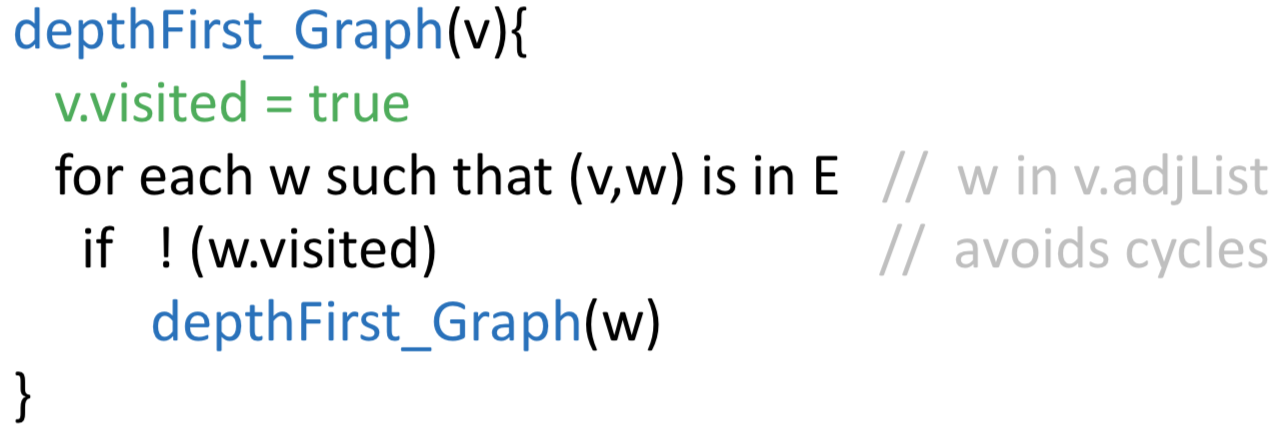 depthFirst_Graph(v){
v.visited = true
for each w such that (v,w) is in E // w in v.adjList
if ! (w.visited) // avoids cycles
depthFirst_Graph(w)
}